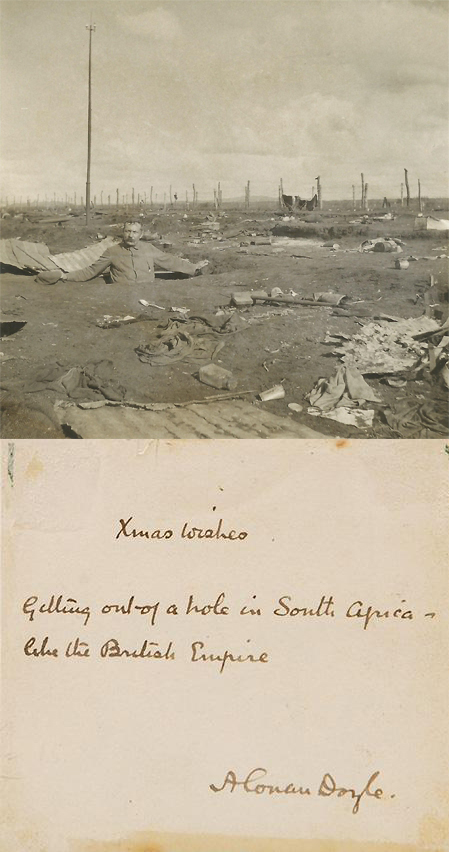 Xmas Wishes
Getting out of a hole in South Africa -
like the British Empire
A Conan Doyle.